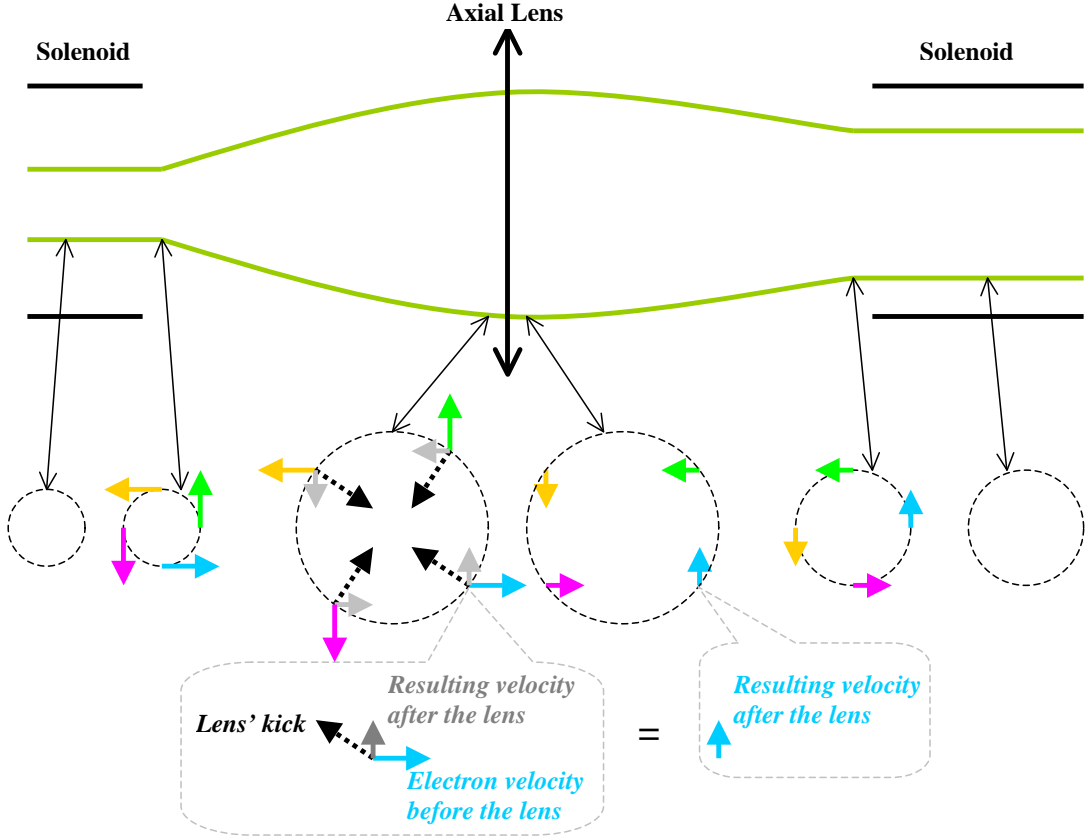 Axial Lens
Solenoid
Solenoid
Resulting velocity
after the lens
Lens’ kick
Electron velocity
before the lens
=
Resulting velocity
after the lens